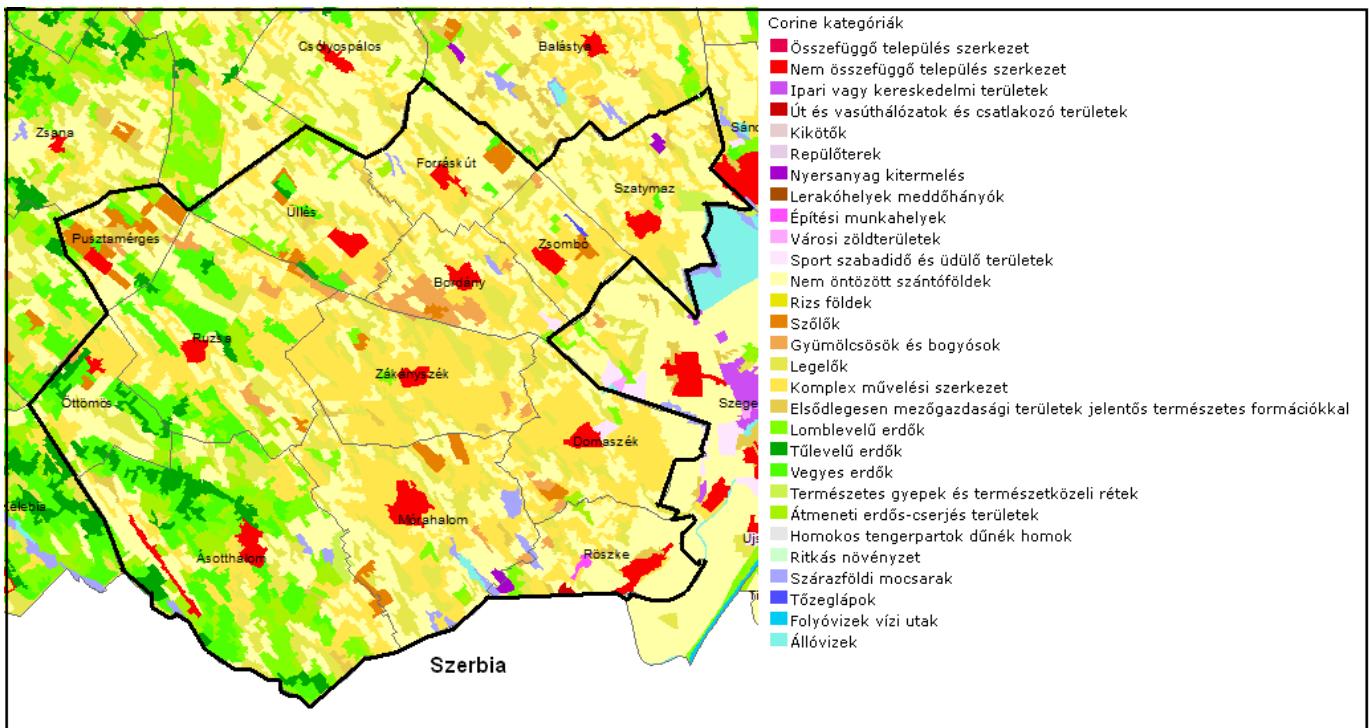 Csólyospálos
Balástya
Zsana
Forráskút
Szatymaz
Üllés
Pusztamérges
Zsombó
Bordány
Ruzsa
Zákányszék
Öttömös
Szege
Domaszék
Mórahalom
Ásotthalom
Röszke
Szerbia
Corine kategóriák
Összefüggő település szerkezet
Nem összefüggő település szerkezet
Ipari vagy kereskedelmi területek
Út és vasúthálózatok és csatlakozó területek
Kikötők
Repülőterek
Nyersanyag kitermelés
Lerakóhelyek meddőhányók
Építési munkahelyek
Városi zöldterületek
Sport szabadidő és üdülő területek
Nem öntözött szántóföldek
Rizs földek
Szőlők
Gyümölcsösök és bogyósok
Legelők
Komplex művelési szerkezet
Elsődlegesen mezőgazdasági területek jelentős természetes formációkkal
Lomblevelű erdők
Tűlevelű erdők
Vegyes erdők
Természetes gyepek és természetközeli rétek
Átmeneti erdős-cserjés területek
Homokos tengerpartok dűnék homok
Ritkás növényzet
Szárazföldi mocsarak
Tőzeglápok
Folyóvizek vízi utak
Állóvizek